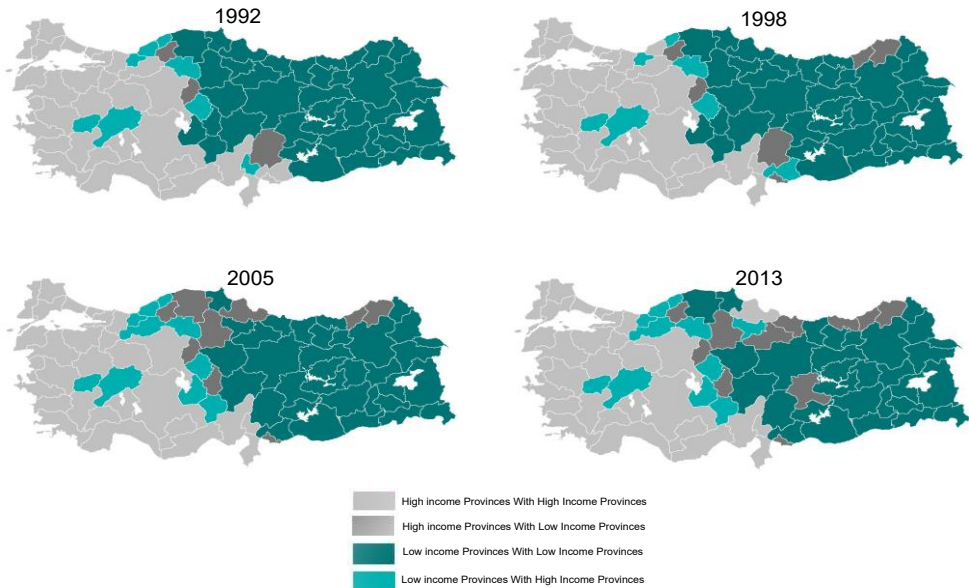 1992
1998
2005
2013
High income Provinces With High Income Provinces
High income Provinces With Low Income Provinces
Low income Provinces With Low Income Provinces
Low income Provinces With High Income Provinces